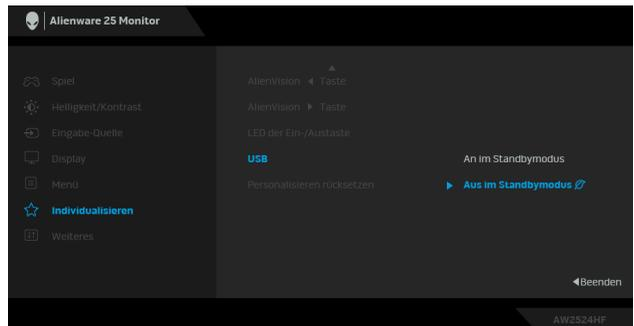 Alienware 25 Monitor
Spiel
AlienVision ◀ Taste
Helligkeit/Kontrast
AlienVision ▶ Taste
Eingabe-Quelle
LED der Ein-/Austaste
Display
USB
An im Standbymodus
Menü
Personalisieren rücksetzen
Aus im Standbymodus
Individualisieren
Weiteres
◀Beenden
AW2524HF